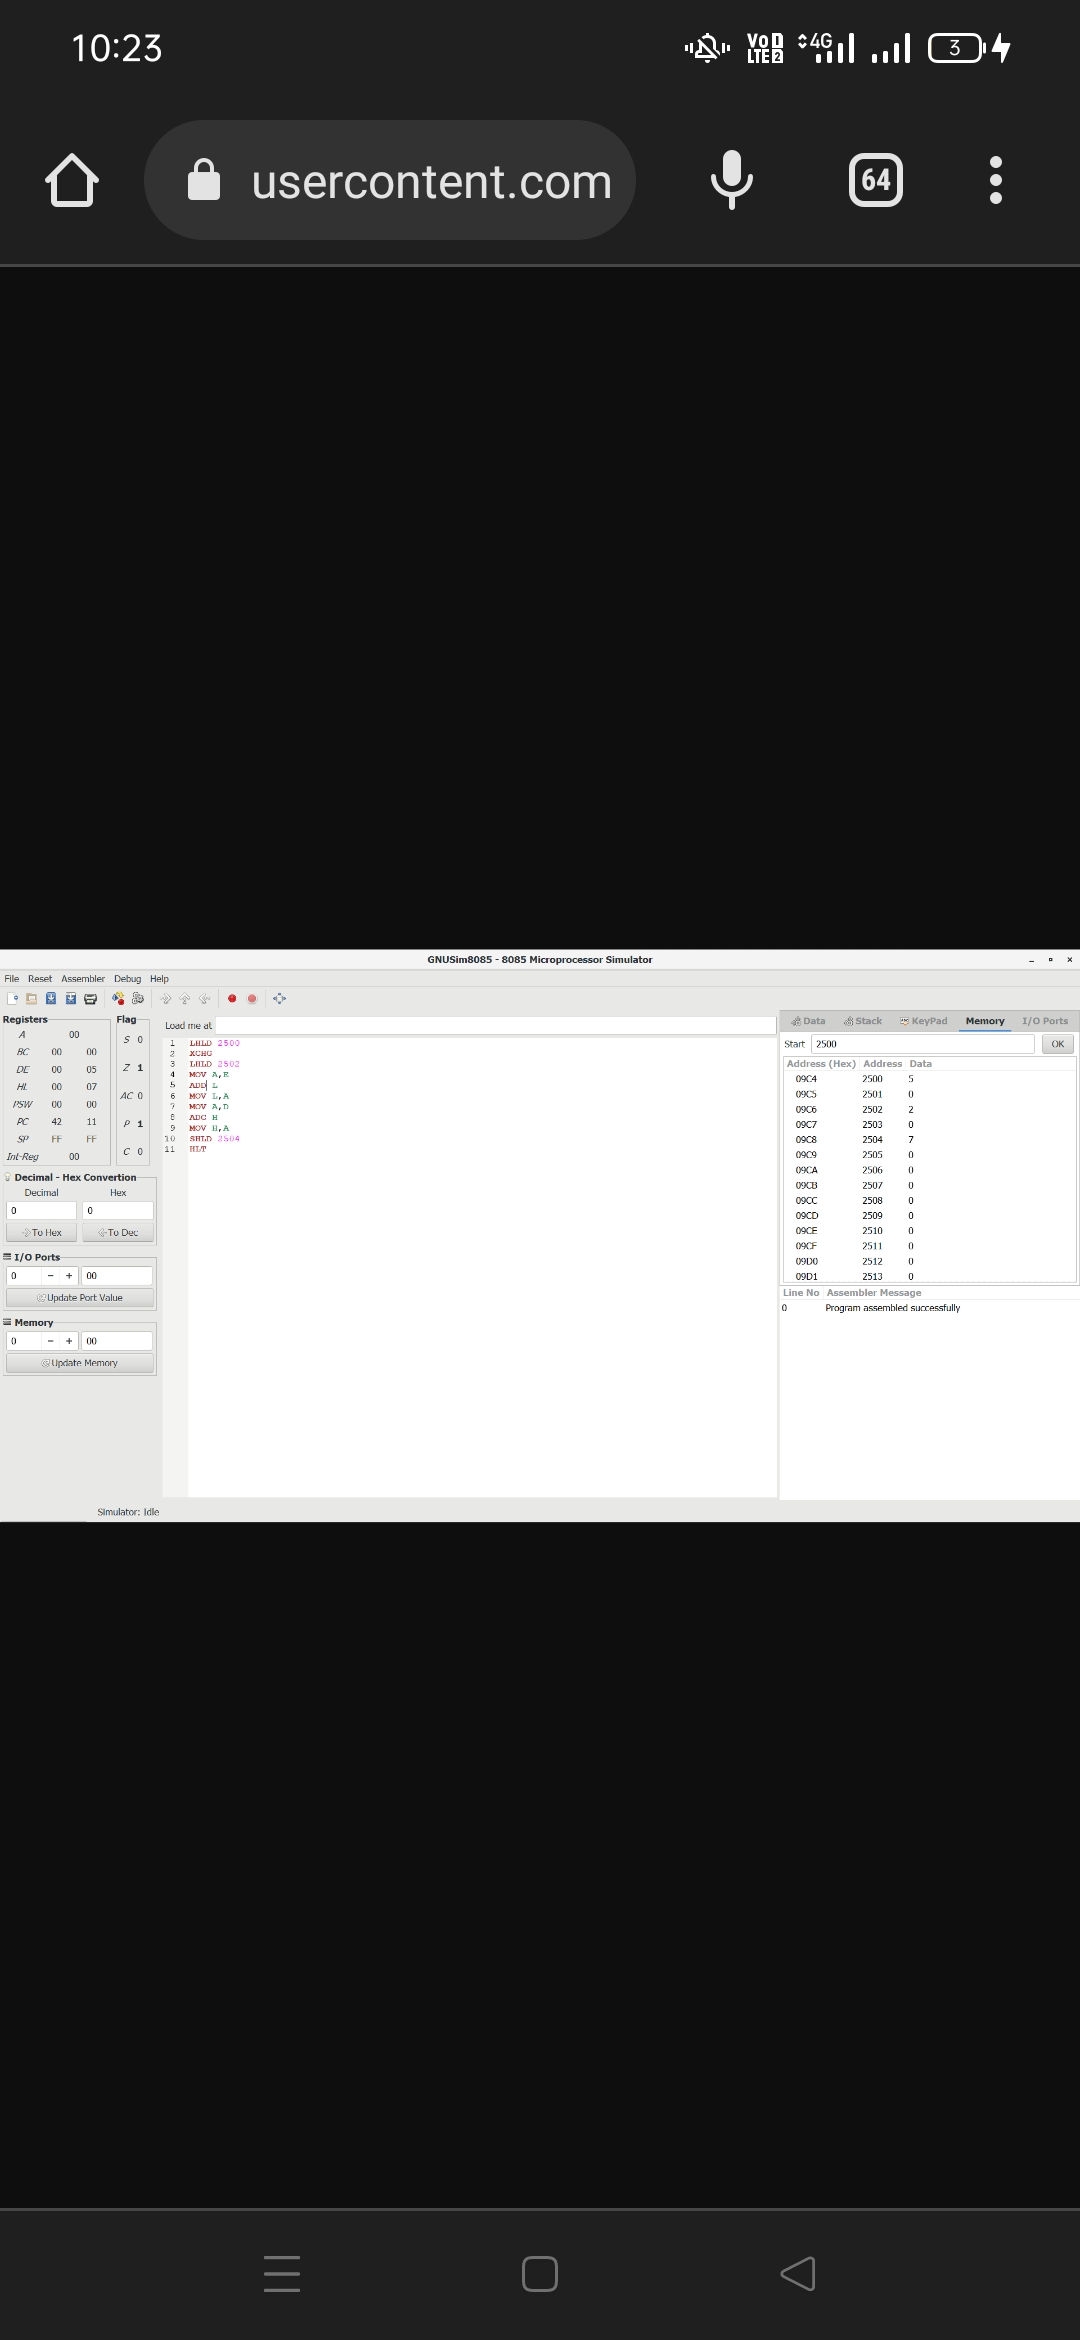 10:23
Vo 1 LTE 2 4G 3
usercontent.com 64
GNUSim8085 - 8085 Microprocessor Simulator
File Reset Assembler Debug Help
Registers
A 00
BC 00 00
DE 00 05
HL 00 07
PSW 00 00
PC 42 11
SP FF FF
Int-Reg 00
Flag
S 0
Z 1
AC 0
P 1
C 0
Decimal - Hex Convertion
Decimal Hex
0 0
To Hex To Dec
I/O Ports
0 - + 00
Update Port Value
Memory
0 - + 00
Update Memory
Load me at
1 LHLD 2500
2 XCHG
3 LHLD 2502
4 MOV A,E
5 ADD L
6 MOV L,A
7 MOV A,D
8 ADC H
9 MOV H,A
10 SHLD 2504
11 HLT
Data Stack KeyPad Memory I/O Ports
Start 2500 OK
Address (Hex) Address Data
09C4 2500 5
09C5 2501 0
09C6 2502 2
09C7 2503 0
09C8 2504 7
09C9 2505 0
09CA 2506 0
09CB 2507 0
09CC 2508 0
09CD 2509 0
09CE 2510 0
09CF 2511 0
09D0 2512 0
09D1 2513 0
Line No Assembler Message
0 Program assembled successfully
Simulator: Idle